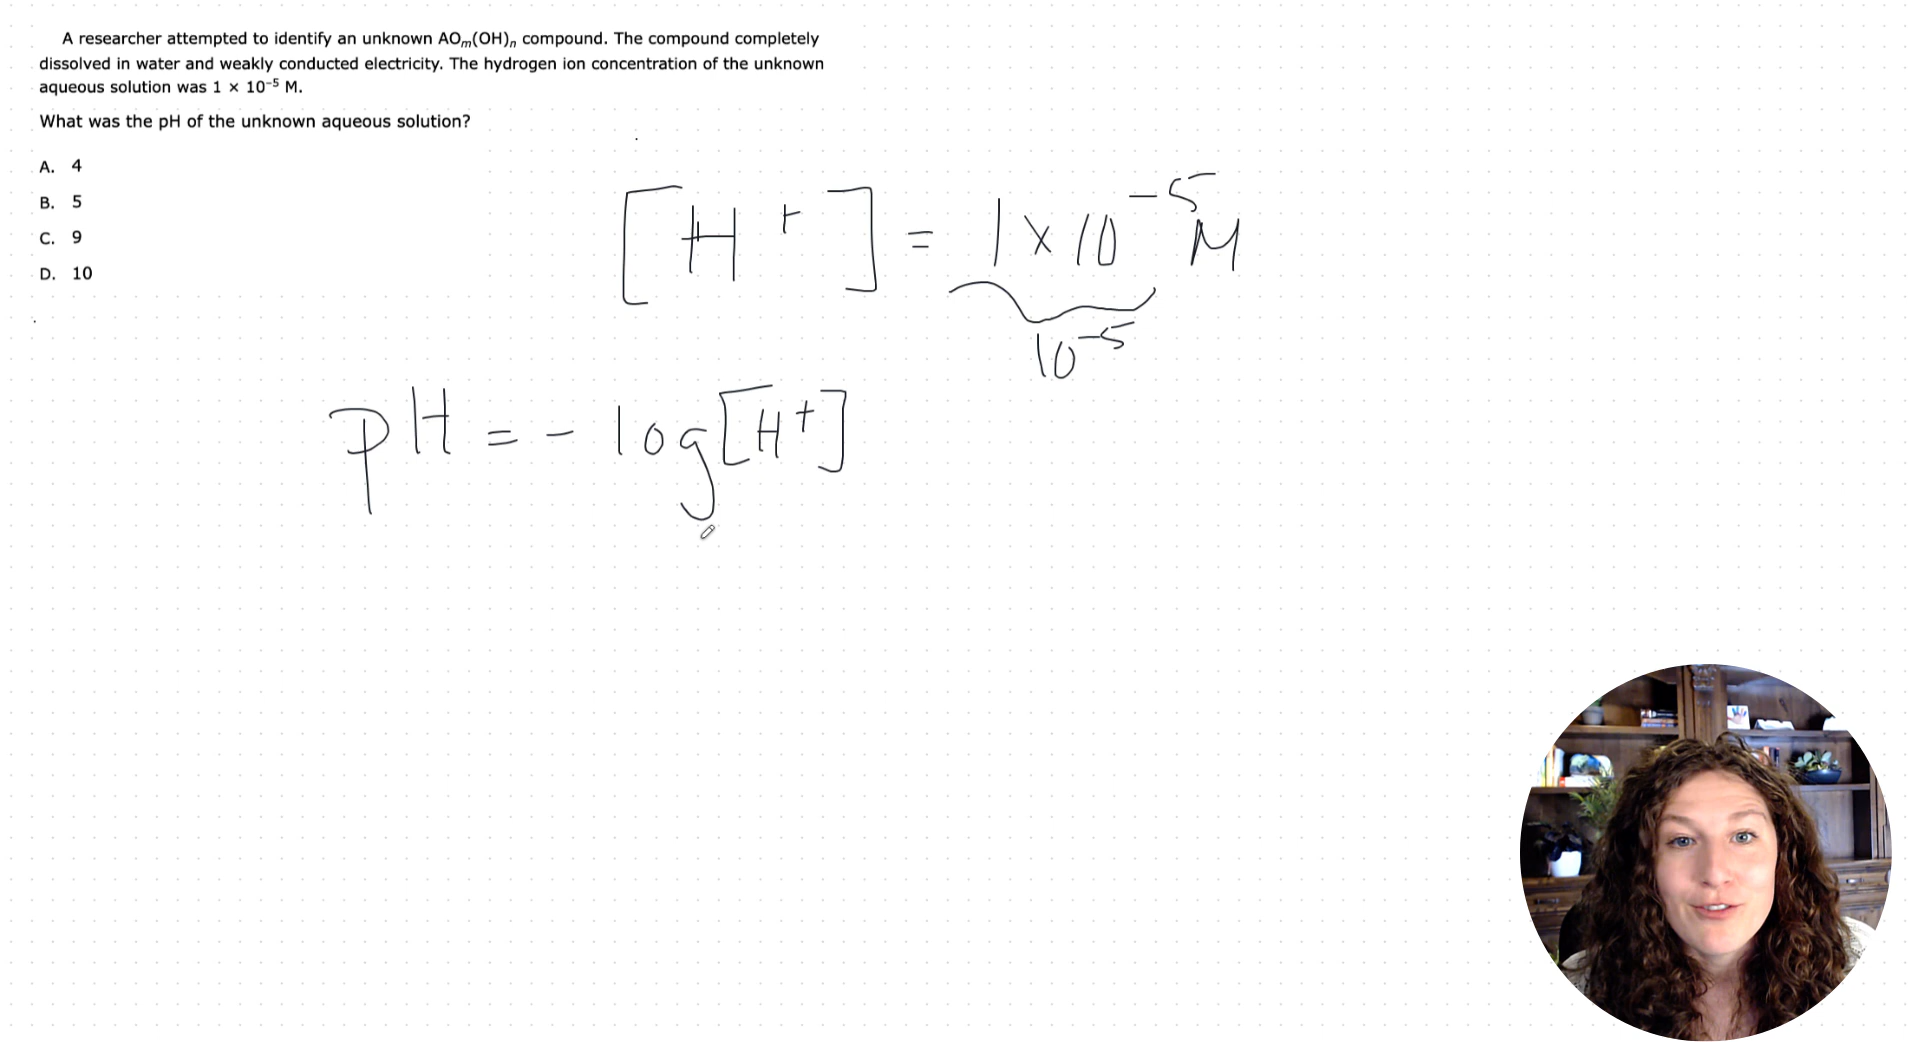 A researcher attempted to identify an unknown AOₘ(OH)ₙ compound. The compound completely
dissolved in water and weakly conducted electricity. The hydrogen ion concentration of the unknown
aqueous solution was 1 × 10⁻⁵ M.
What was the pH of the unknown aqueous solution?
A. 4
B. 5
C. 9
D. 10
[H⁺] = 1 × 10⁻⁵ M
10⁻⁵
pH = - log[H⁺]